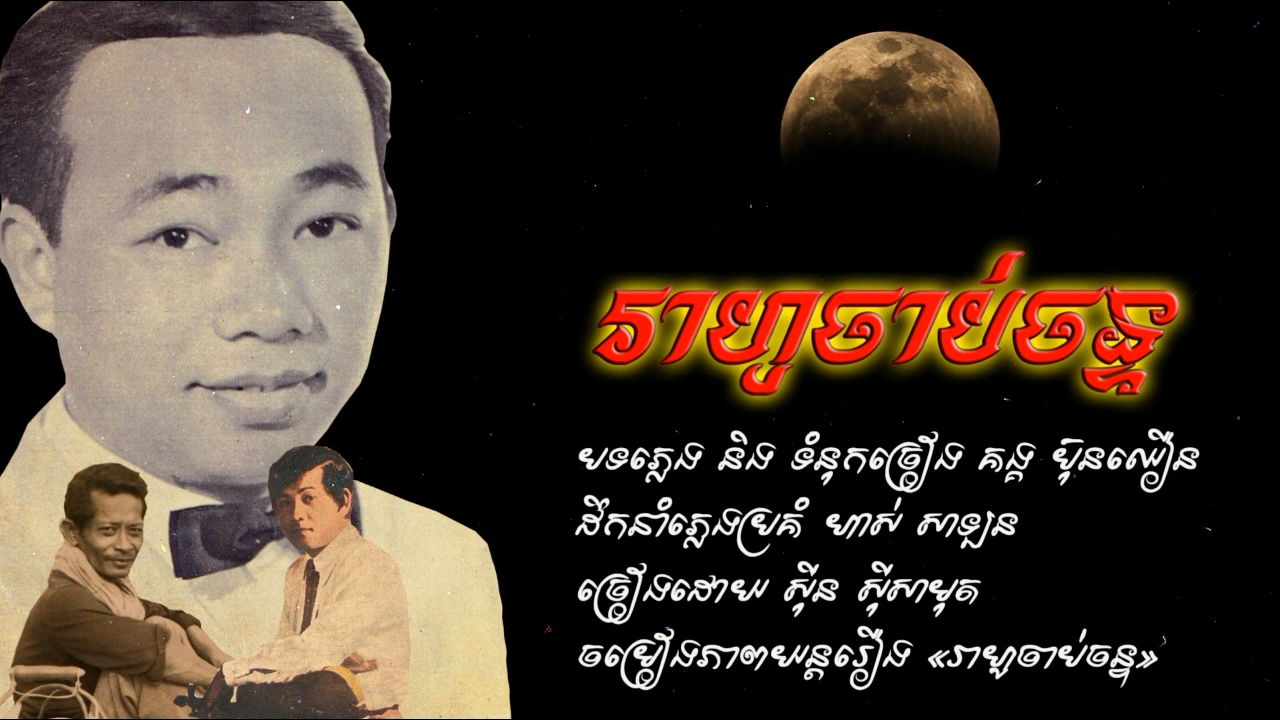 រាហូចាប់ចន្ទ
បទភ្លេង និង ទំនុកច្រៀង គង្គ ប៊ុនឈឿន
ដឹកនាំភ្លេងប្រគំ ហាស់ សាឡន
ច្រៀងដោយ ស៊ីន ស៊ីសាមុត
ចម្រៀងភាពយន្តរឿង «រាហូចាប់ចន្ទ»